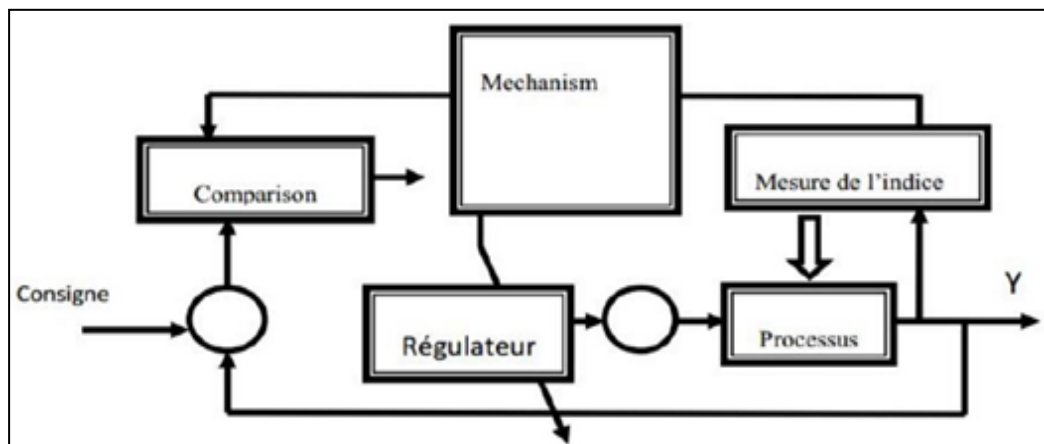 Mechanism
Comparison
Mesure de l'indice
Consigne
Y
Régulateur
Processus